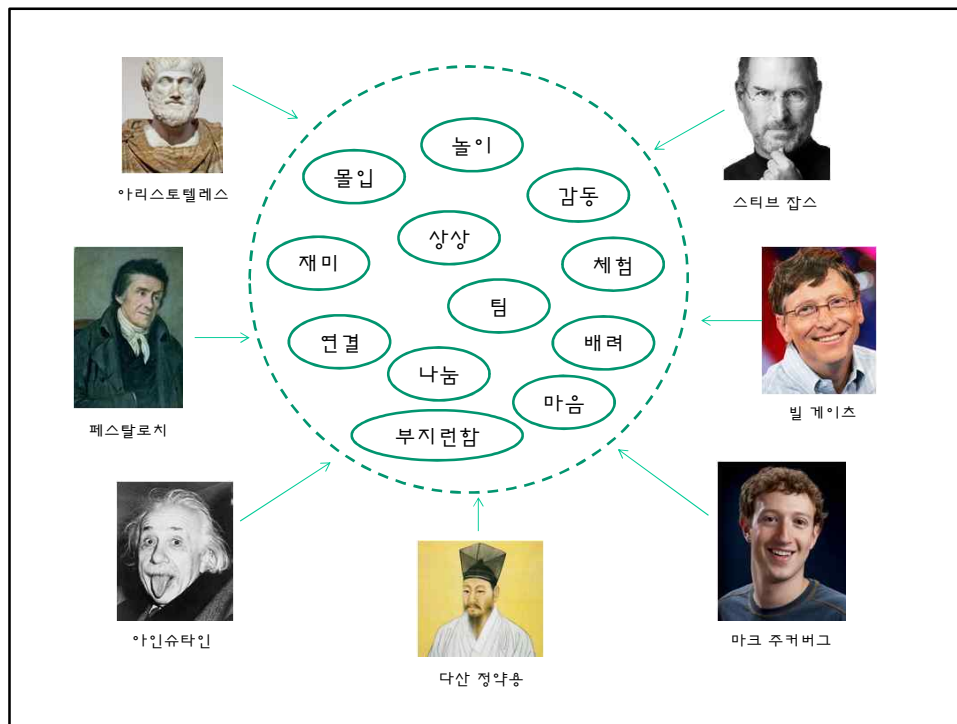 놀이
몰입
감동
아리스토텔레스
스티브 잡스
상상
재미
체험
팀
연결
배려
나눔
마음
빌 게이츠
페스탈로치
부지런함
아인슈타인
마크 주커버그
다산 정약용